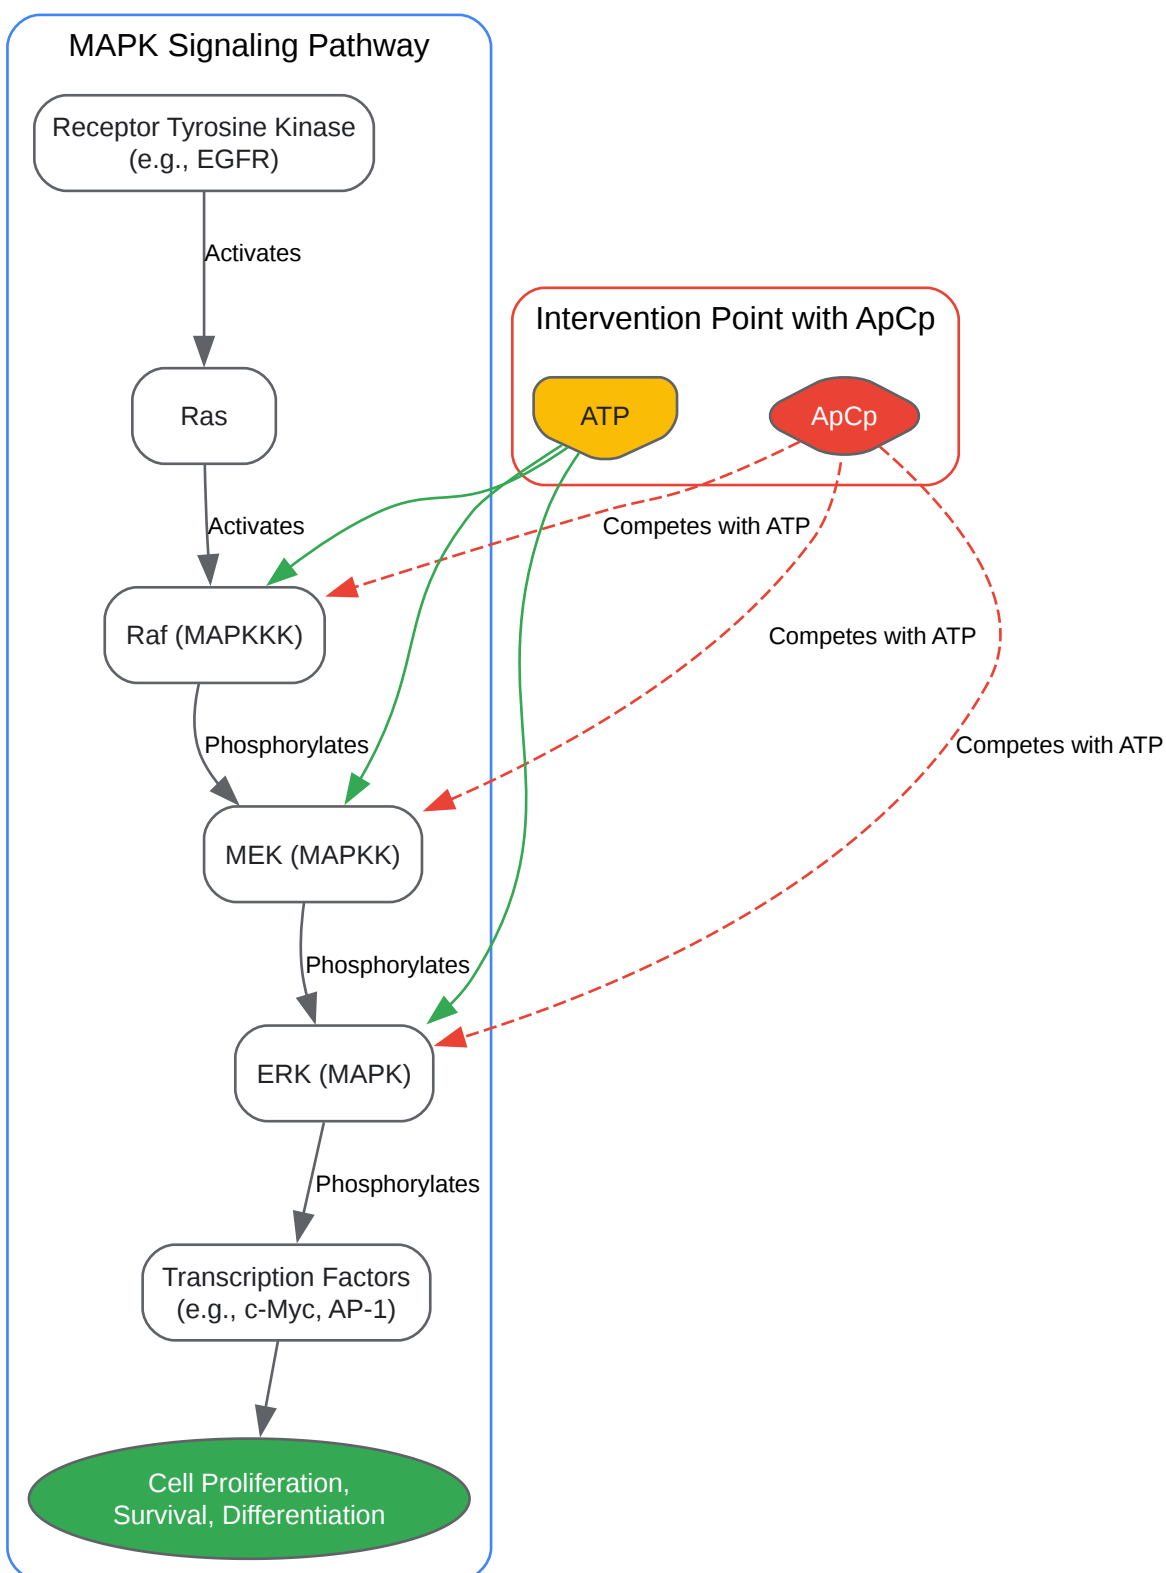 MAPK Signaling Pathway
Receptor Tyrosine Kinase
(e.g., EGFR)
Activates
Intervention Point with ApCp
Ras
ATP
ApCp
Activates
Competes with ATP
Raf (MAPKKK)
Competes with ATP
Phosphorylates
Competes with ATP
MEK (MAPKK)
Phosphorylates
ERK (MAPK)
Phosphorylates
Transcription Factors
(e.g., c-Myc, AP-1)
Cell Proliferation,
Survival, Differentiation